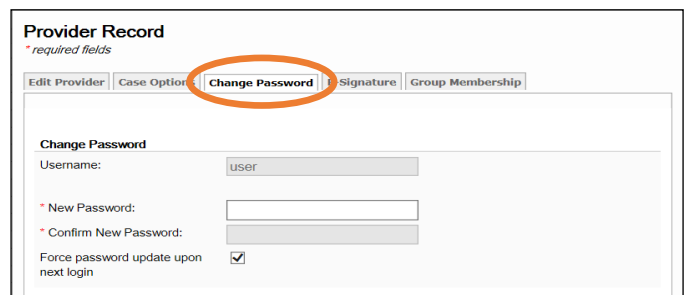 Provider Record
* required fields
Edit Provider Case Options Change Password E-Signature Group Membership
Change Password
Username: user
* New Password:
* Confirm New Password:
Force password update upon
next login